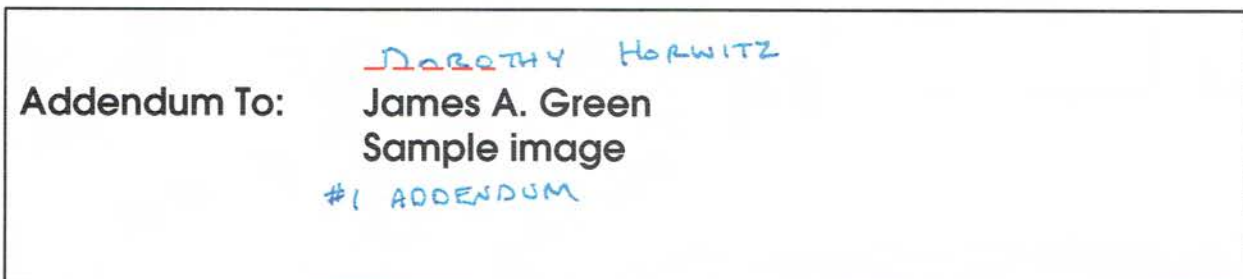 DOROTHY HORWITZ
Addendum To: James A. Green
Sample image
#1 ADDENDUM